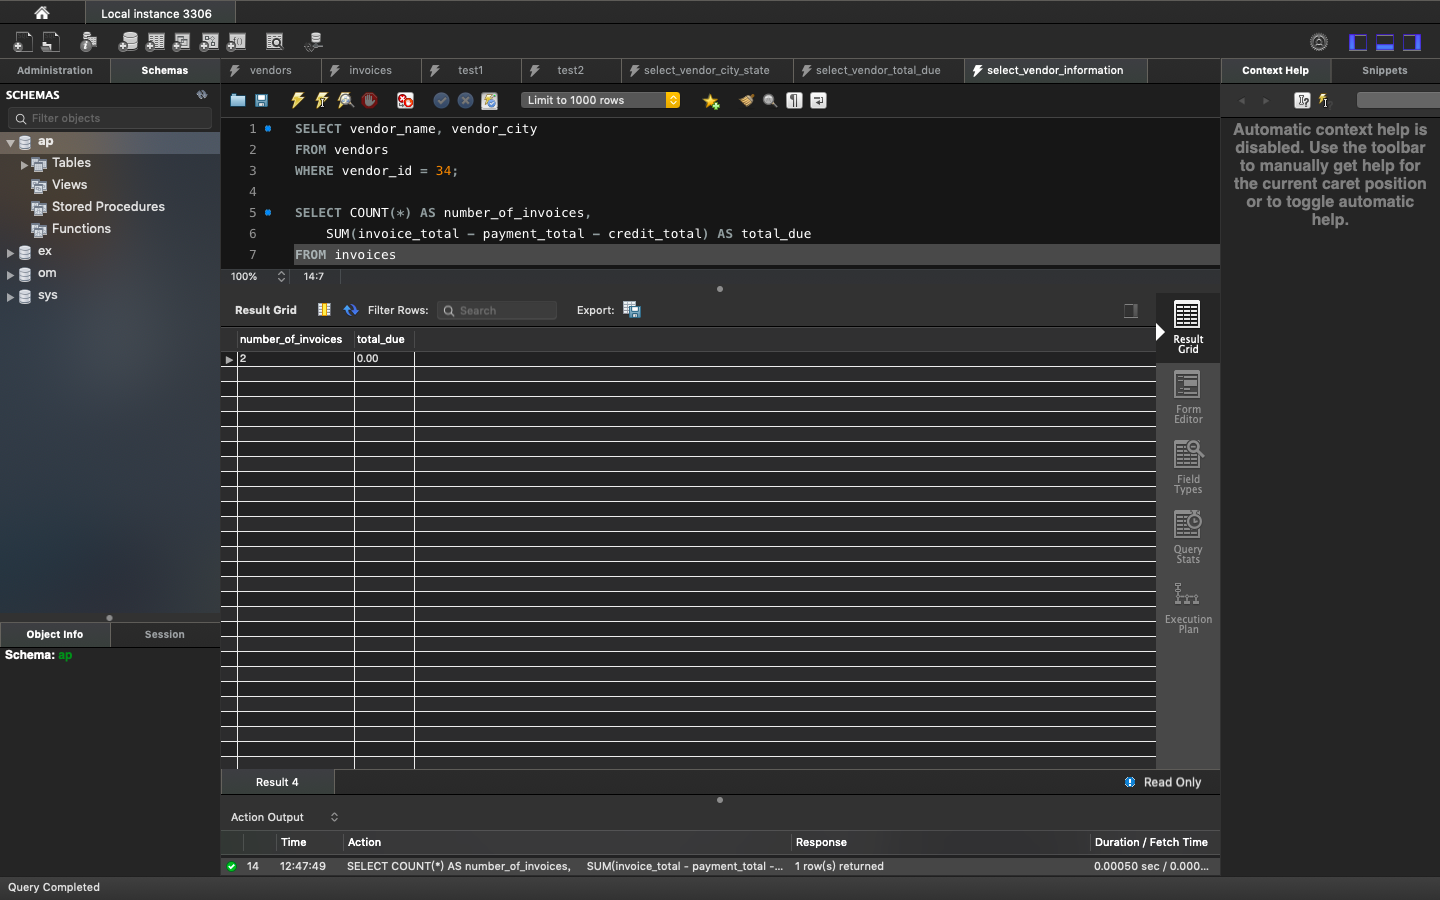 Local instance 3306
Administration
Schemas
vendors
invoices
test1
test2
select_vendor_city_state
select_vendor_total_due
select_vendor_information
Context Help
Snippets
SCHEMAS
Filter objects
ap
Tables
Views
Stored Procedures
Functions
ex
om
sys
Limit to 1000 rows
1 SELECT vendor_name, vendor_city
2 FROM vendors
3 WHERE vendor_id = 34;
4
5 SELECT COUNT(*) AS number_of_invoices,
6 SUM(invoice_total - payment_total - credit_total) AS total_due
7 FROM invoices
100%
14:7
Automatic context help is
disabled. Use the toolbar
to manually get help for
the current caret position
or to toggle automatic
help.
Result Grid
Filter Rows:
Search
Export:
number_of_invoices total_due
2 0.00
Result
Grid
Form
Editor
Field
Types
Query
Stats
Execution
Plan
Object Info
Session
Schema: ap
Result 4
Read Only
Action Output
Time Action Response Duration / Fetch Time
14 12:47:49 SELECT COUNT(*) AS number_of_invoices, SUM(invoice_total - payment_total -... 1 row(s) returned 0.00050 sec / 0.000...
Query Completed